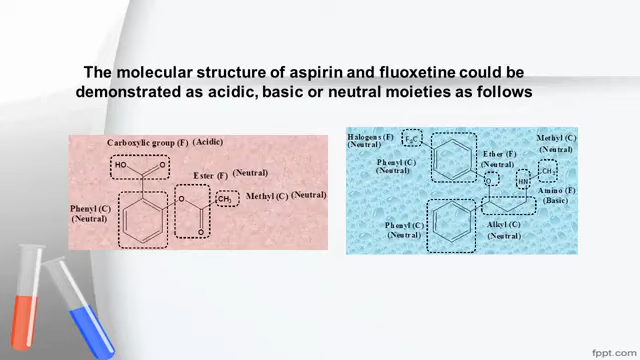 The molecular structure of aspirin and fluoxetine could be
demonstrated as acidic, basic or neutral moieties as follows
Carboxylic group (F) (Acidic)
HO
O
Ester (F) (Neutral)
Phenyl (C)
(Neutral)
O
CH3
Methyl (C) (Neutral)
O
Halogens (F)
(Neutral)
F3C
Methyl (C)
(Neutral)
Phenyl (C)
(Neutral)
Ether (F)
(Neutral)
O
HN
CH3
Amino (F)
(Basic)
Phenyl (C)
(Neutral)
Alkyl (C)
(Neutral)
fppt.com